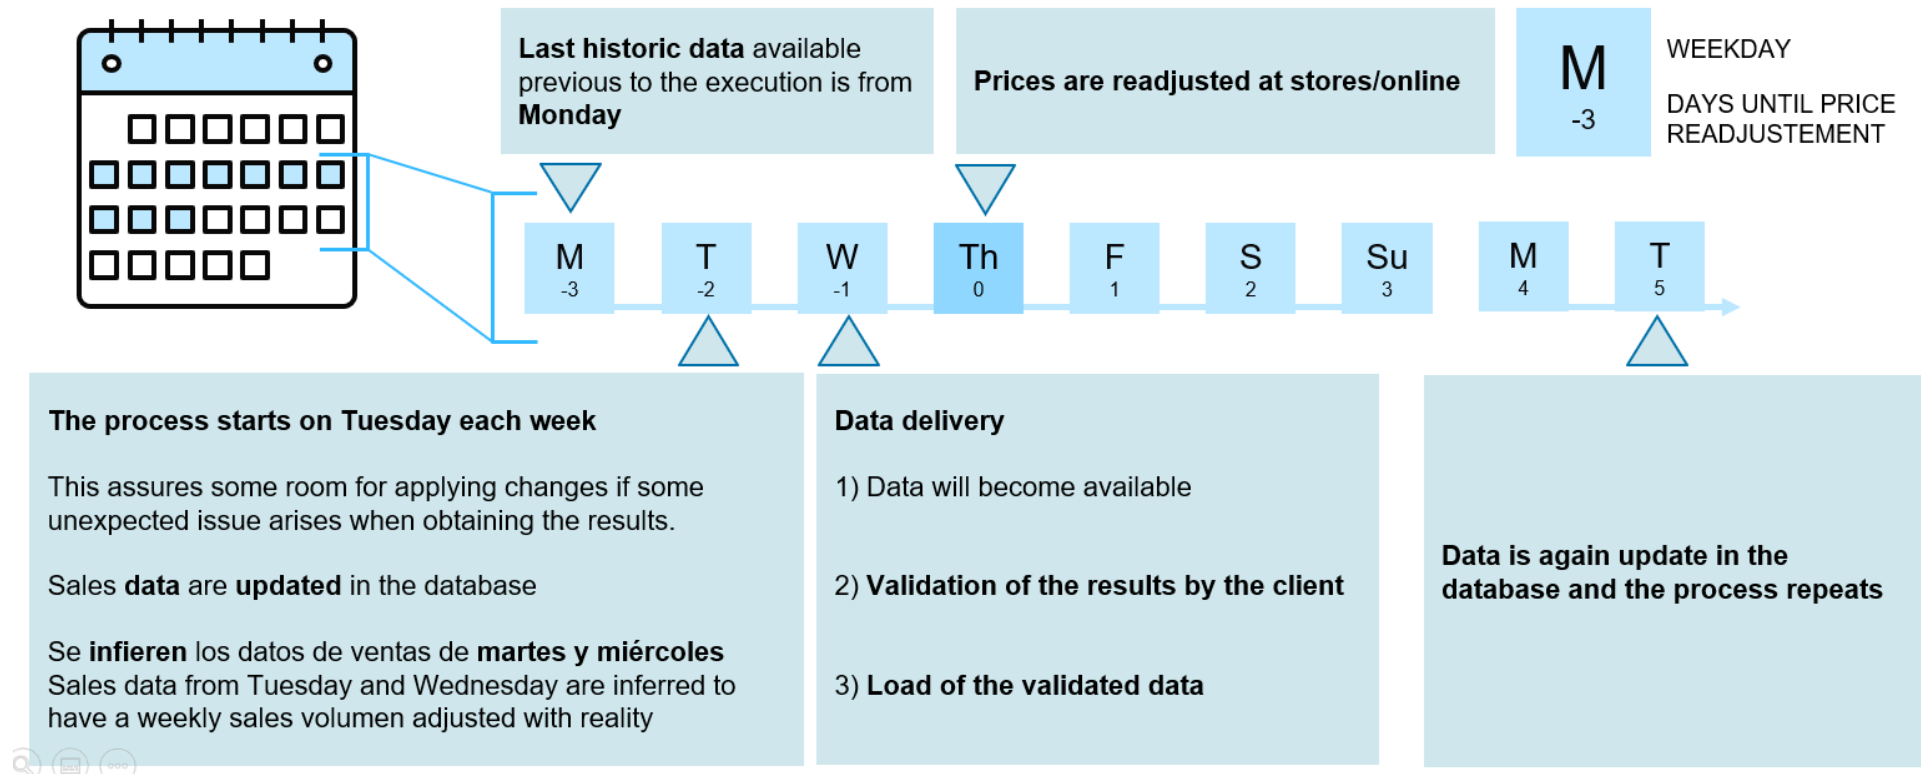 Last historic data available
previous to the execution is from
Monday
Prices are readjusted at stores/online
M
-3
WEEKDAY
DAYS UNTIL PRICE
READJUSTEMENT
M
-3
T
-2
W
-1
Th
0
F
1
S
2
Su
3
M
4
T
5
The process starts on Tuesday each week
This assures some room for applying changes if some
unexpected issue arises when obtaining the results.
Sales data are updated in the database
Se infieren los datos de ventas de martes y miércoles
Sales data from Tuesday and Wednesday are inferred to
have a weekly sales volumen adjusted with reality
Data delivery
1) Data will become available
2) Validation of the results by the client
3) Load of the validated data
Data is again update in the
database and the process repeats